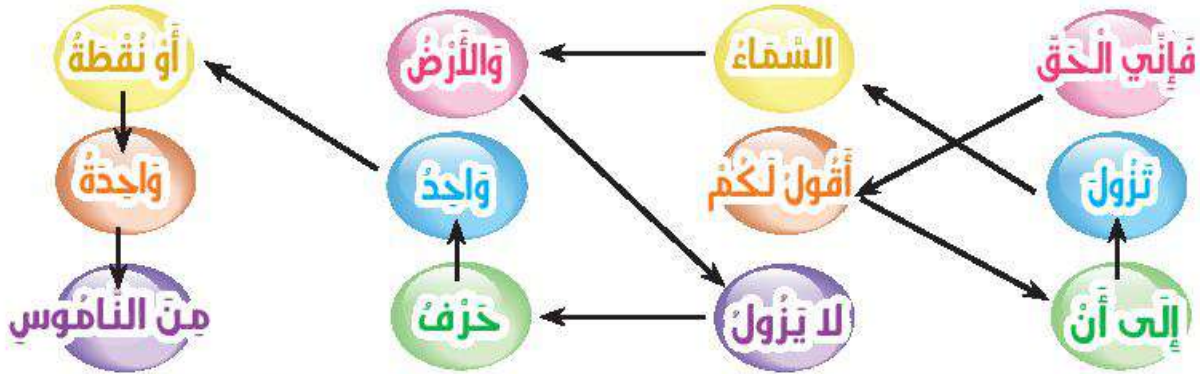 فَإِنِّي الْحَقَّ
أَقُولُ لَكُمْ
إِلَى أَنْ
تَزُولَ
السَّمَاءُ
وَالأَرْضُ
لا يَزُولُ
حَرْفٌ
وَاحِدٌ
أَوْ نُقْطَةٌ
وَاحِدَةٌ
مِنَ النَّامُوسِ